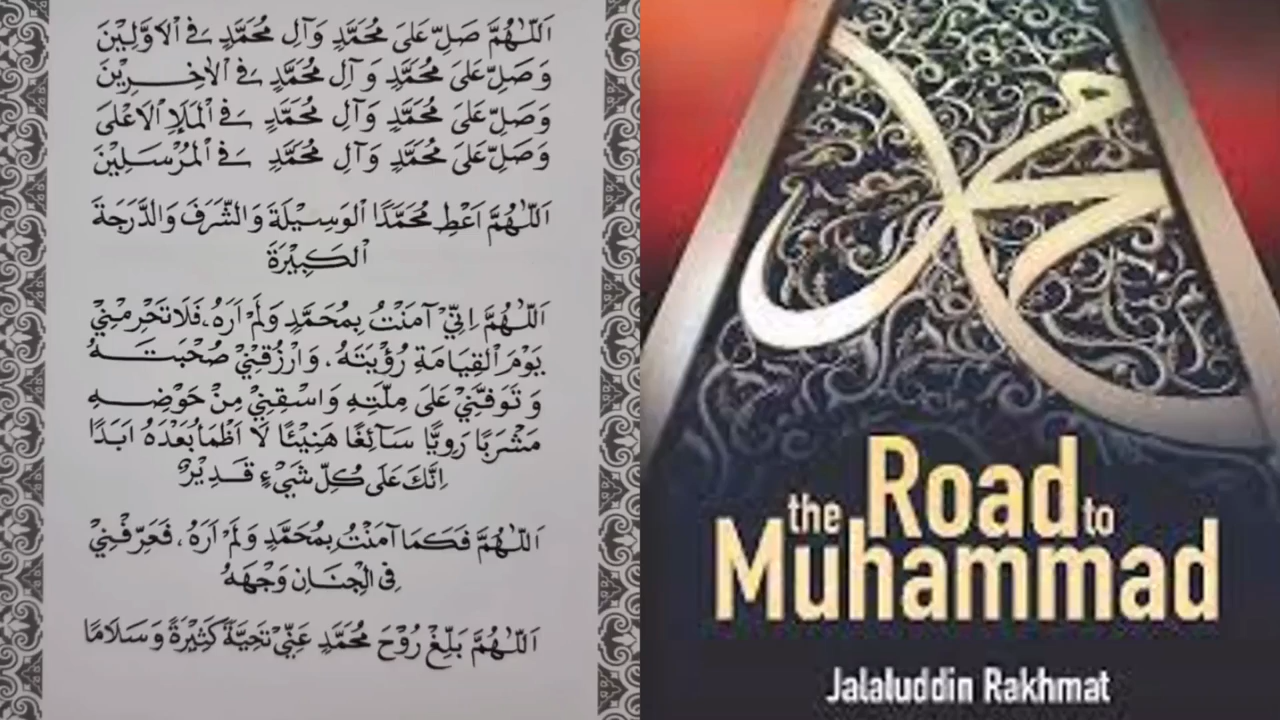 اَللّٰهُمَّ صَلِّ عَلَىٰ مُحَمَّدٍ وَآلِ مُحَمَّدٍ فِي الْاَوَّلِيْنَ
وَصَلِّ عَلَىٰ مُحَمَّدٍ وَآلِ مُحَمَّدٍ فِي الْاٰخِرِيْنَ
وَصَلِّ عَلَىٰ مُحَمَّدٍ وَآلِ مُحَمَّدٍ فِي الْمَلَإِ الْاَعْلَىٰ
وَصَلِّ عَلَىٰ مُحَمَّدٍ وَآلِ مُحَمَّدٍ فِي الْمُرْسَلِيْنَ
اَللّٰهُمَّ اَعْطِ مُحَمَّدًا الْوَسِيْلَةَ وَالشَّرَفَ وَالدَّرَجَةَ
الْكَبِيْرَةَ
اَللّٰهُمَّ اِنِّيْ آمَنْتُ بِمُحَمَّدٍ وَلَمْ اَرَهُ، فَلَا تَحْرِمْنِيْ
يَوْمَ الْقِيَامَةِ رُؤْيَتَهُ، وَارْزُقْنِيْ صُحْبَتَهُ
وَتَوَفَّنِيْ عَلَىٰ مِلَّتِهِ وَاسْقِنِيْ مِنْ حَوْضِهِ
مَشْرَبًا رَوِيًّا سَآئِغًا هَنِيْئًا لَا اَظْمَأُ بَعْدَهُ اَبَدًا
اِنَّكَ عَلَىٰ كُلِّ شَيْءٍ قَدِيْرٌ
اَللّٰهُمَّ فَكَمَا آمَنْتُ بِمُحَمَّدٍ وَلَمْ اَرَهُ، فَعَرِّفْنِيْ
فِي الْجِنَانِ وَجْهَهُ
اَللّٰهُمَّ بَلِّغْ رُوْحَ مُحَمَّدٍ عَنِّيْ تَحِيَّةً كَثِيْرَةً وَسَلَامًا
محمد
the Road to
Muhammad
Jalaluddin Rakhmat